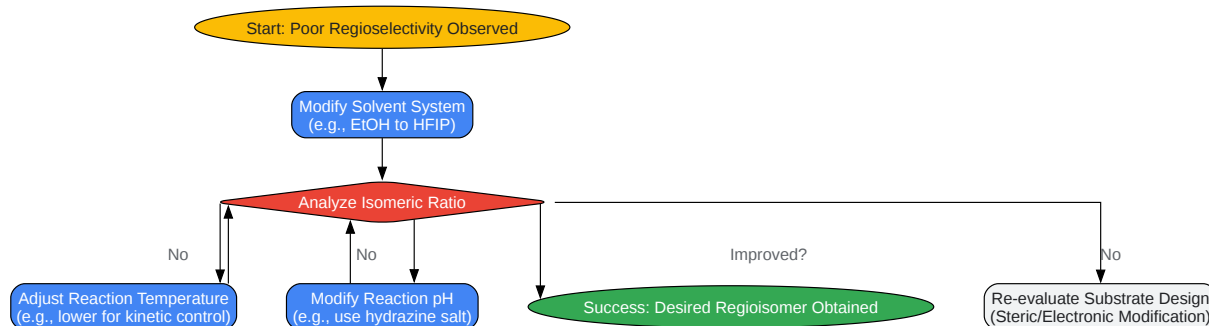 Start: Poor Regioselectivity Observed
Modify Solvent System
(e.g., EtOH to HFIP)
Analyze Isomeric Ratio
No
No
Improved?
No
Adjust Reaction Temperature
(e.g., lower for kinetic control)
Modify Reaction pH
(e.g., use hydrazine salt)
Success: Desired Regioisomer Obtained
Re-evaluate Substrate Design
(Steric/Electronic Modification)